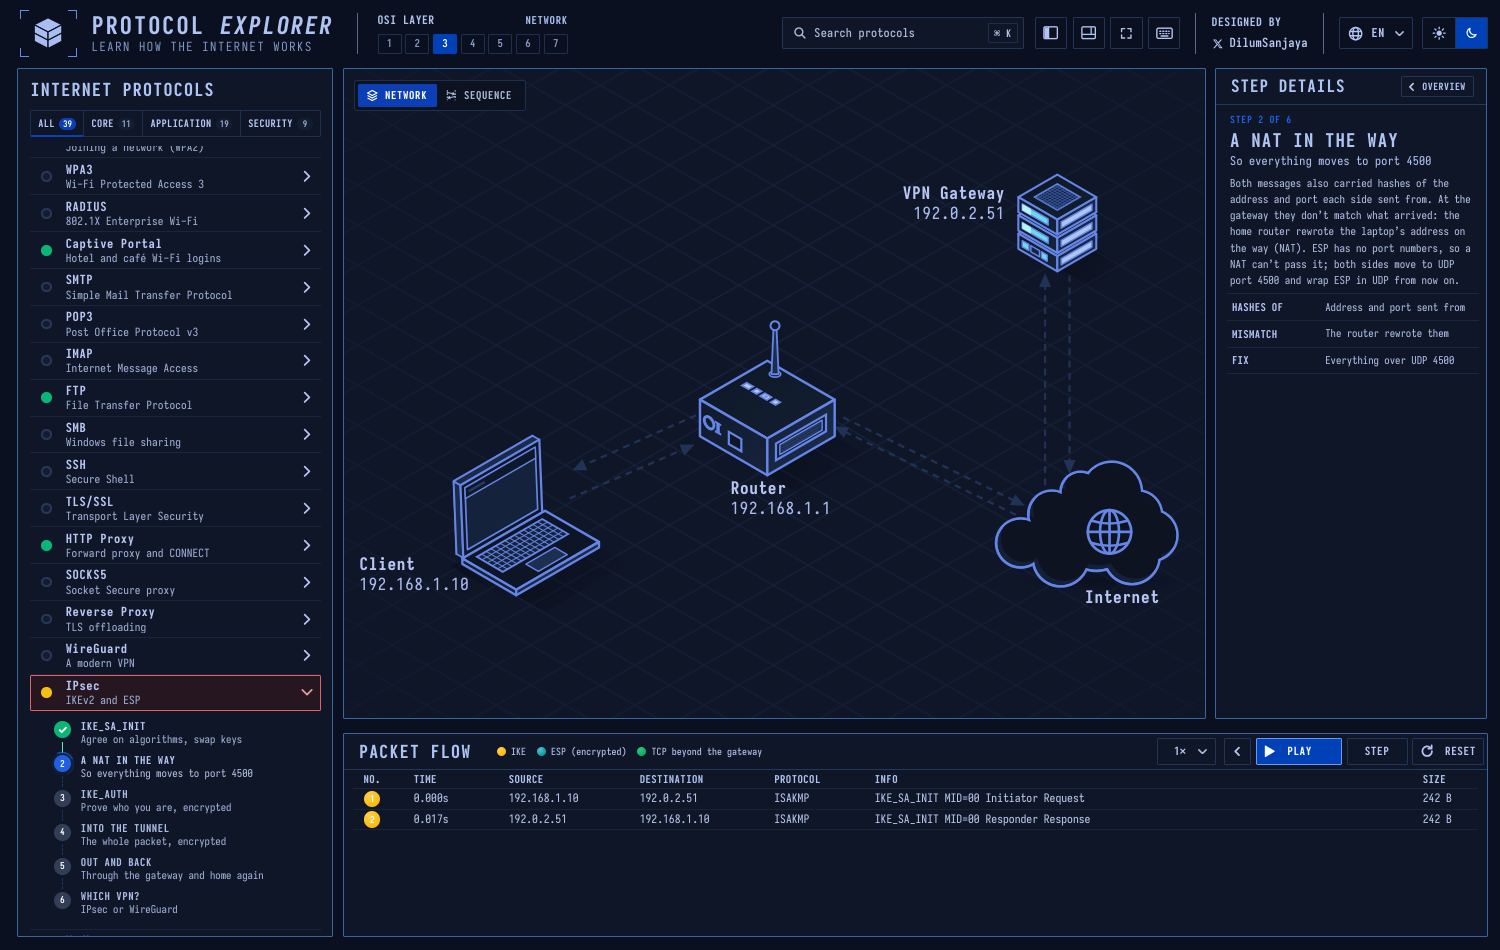 PROTOCOL EXPLORER
LEARN HOW THE INTERNET WORKS
OSI LAYER NETWORK
1 2 3 4 5 6 7
Search protocols ⌘ K
DESIGNED BY
DilumSanjaya
EN
INTERNET PROTOCOLS
ALL 39 CORE 11 APPLICATION 19 SECURITY 9
Joining a network (WPA2)
WPA3
Wi-Fi Protected Access 3
RADIUS
802.1X Enterprise Wi-Fi
Captive Portal
Hotel and café Wi-Fi logins
SMTP
Simple Mail Transfer Protocol
POP3
Post Office Protocol v3
IMAP
Internet Message Access
FTP
File Transfer Protocol
SMB
Windows file sharing
SSH
Secure Shell
TLS/SSL
Transport Layer Security
HTTP Proxy
Forward proxy and CONNECT
SOCKS5
Socket Secure proxy
Reverse Proxy
TLS offloading
WireGuard
A modern VPN
IPsec
IKEv2 and ESP
IKE_SA_INIT
Agree on algorithms, swap keys
2 A NAT IN THE WAY
So everything moves to port 4500
3 IKE_AUTH
Prove who you are, encrypted
4 INTO THE TUNNEL
The whole packet, encrypted
5 OUT AND BACK
Through the gateway and home again
6 WHICH VPN?
IPsec or WireGuard
NETWORK SEQUENCE
VPN Gateway
192.0.2.51
Router
192.168.1.1
Client
192.168.1.10
Internet
STEP DETAILS OVERVIEW
STEP 2 OF 6
A NAT IN THE WAY
So everything moves to port 4500
Both messages also carried hashes of the
address and port each side sent from. At the
gateway they don't match what arrived: the
home router rewrote the laptop's address on
the way (NAT). ESP has no port numbers, so a
NAT can't pass it; both sides move to UDP
port 4500 and wrap ESP in UDP from now on.
HASHES OF Address and port sent from
MISMATCH The router rewrote them
FIX Everything over UDP 4500
PACKET FLOW IKE ESP (encrypted) TCP beyond the gateway 1× PLAY STEP RESET
NO. TIME SOURCE DESTINATION PROTOCOL INFO SIZE
1 0.000s 192.168.1.10 192.0.2.51 ISAKMP IKE_SA_INIT MID=00 Initiator Request 242 B
2 0.017s 192.0.2.51 192.168.1.10 ISAKMP IKE_SA_INIT MID=00 Responder Response 242 B